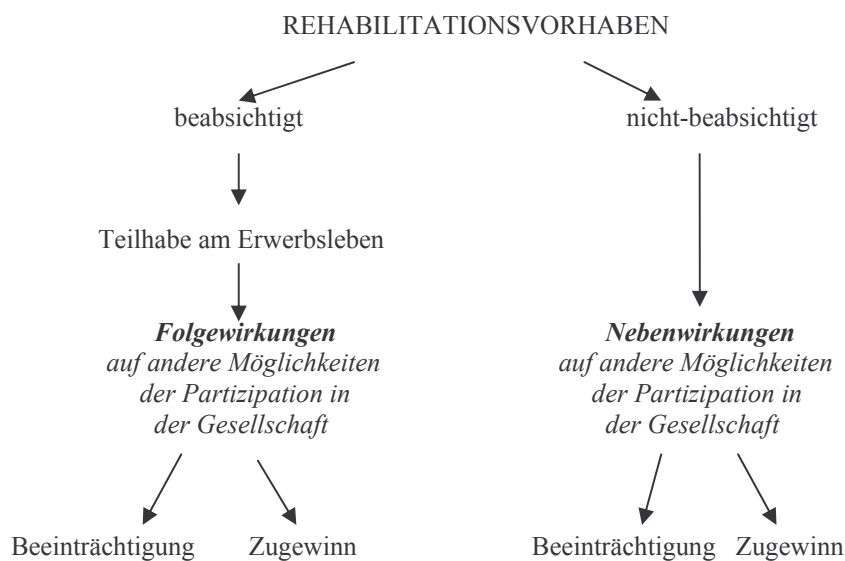 REHABILITATIONSVORHABEN
beabsichtigt
nicht-beabsichtigt
Teilhabe am Erwerbsleben
Folgewirkungen
auf andere Möglichkeiten
der Partizipation in
der Gesellschaft
Nebenwirkungen
auf andere Möglichkeiten
der Partizipation in
der Gesellschaft
Beeinträchtigung
Zugewinn
Beeinträchtigung
Zugewinn